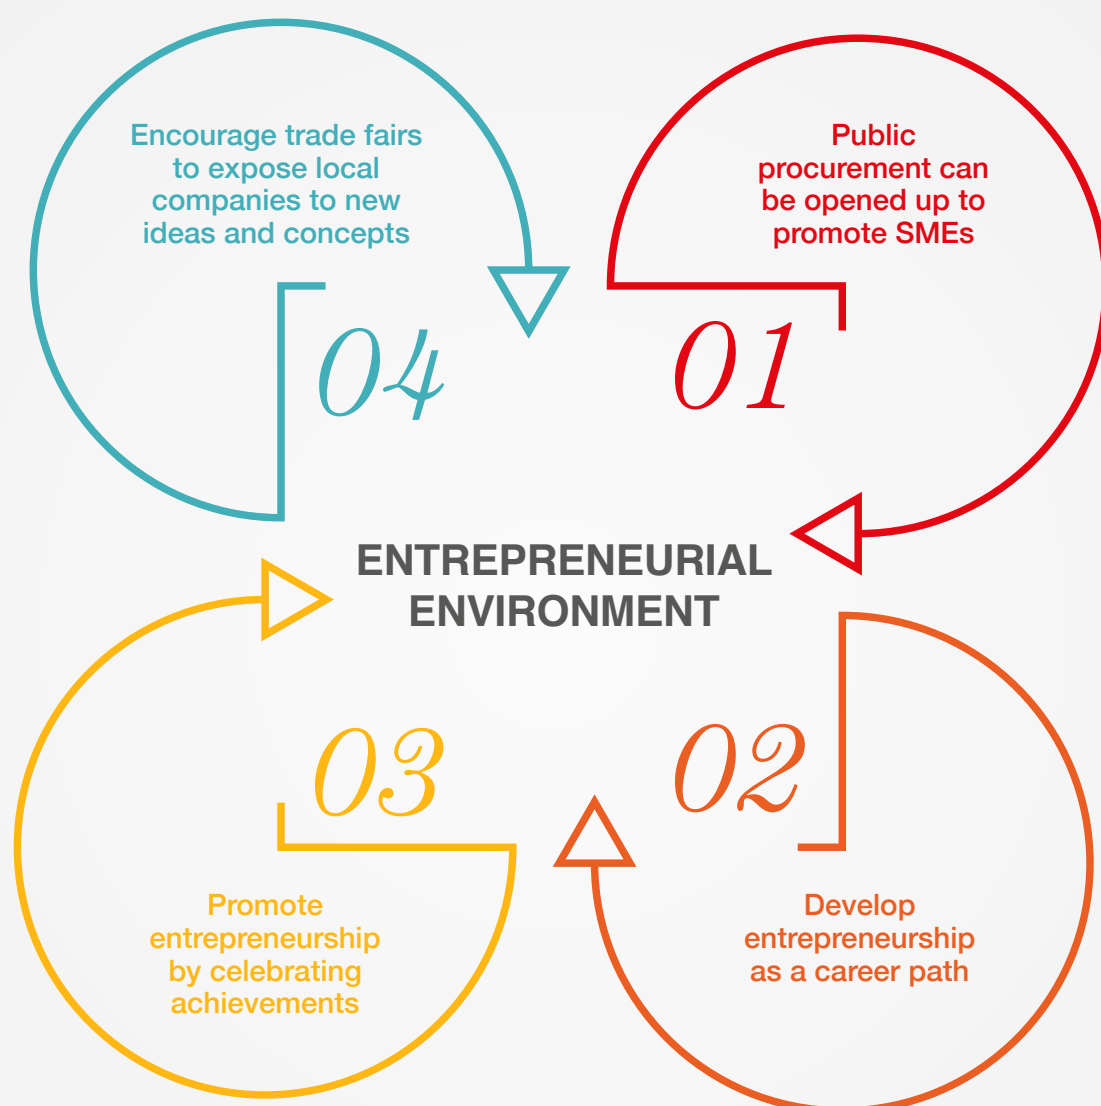 Encourage trade fairs
to expose local
companies to new
ideas and concepts
04
Public
procurement can
be opened up to
promote SMEs
01
ENTREPRENEURIAL
ENVIRONMENT
03
Promote
entrepreneurship
by celebrating
achievements
02
Develop
entrepreneurship
as a career path